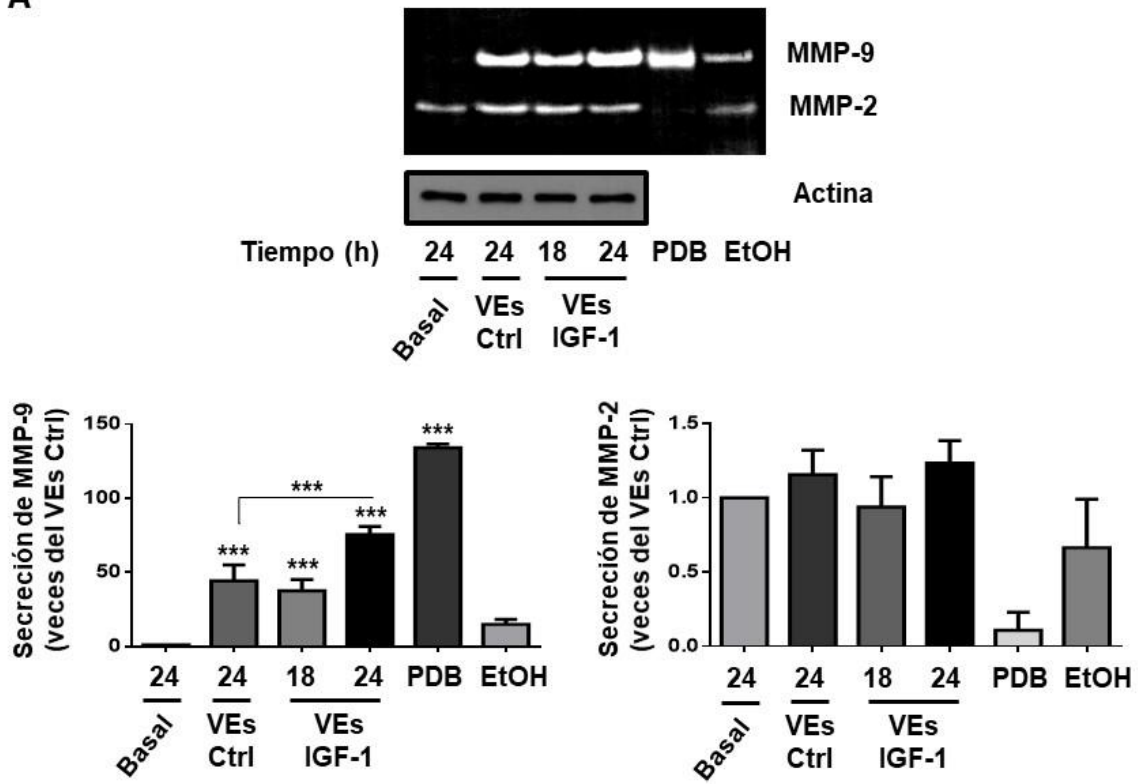 A
MMP-9
MMP-2
Actina
Tiempo (h) 24 24 18 24 PDB EtOH
Basal VEs Ctrl VEs IGF-1
Secreción de MMP-9
(veces del VEs Ctrl)
150
100
50
0
***
***
***
***
***
24 24 18 24 PDB EtOH
Basal VEs Ctrl VEs IGF-1
Secreción de MMP-2
(veces del VEs Ctrl)
1.5
1.0
0.5
0.0
24 24 18 24 PDB EtOH
Basal VEs Ctrl VEs IGF-1